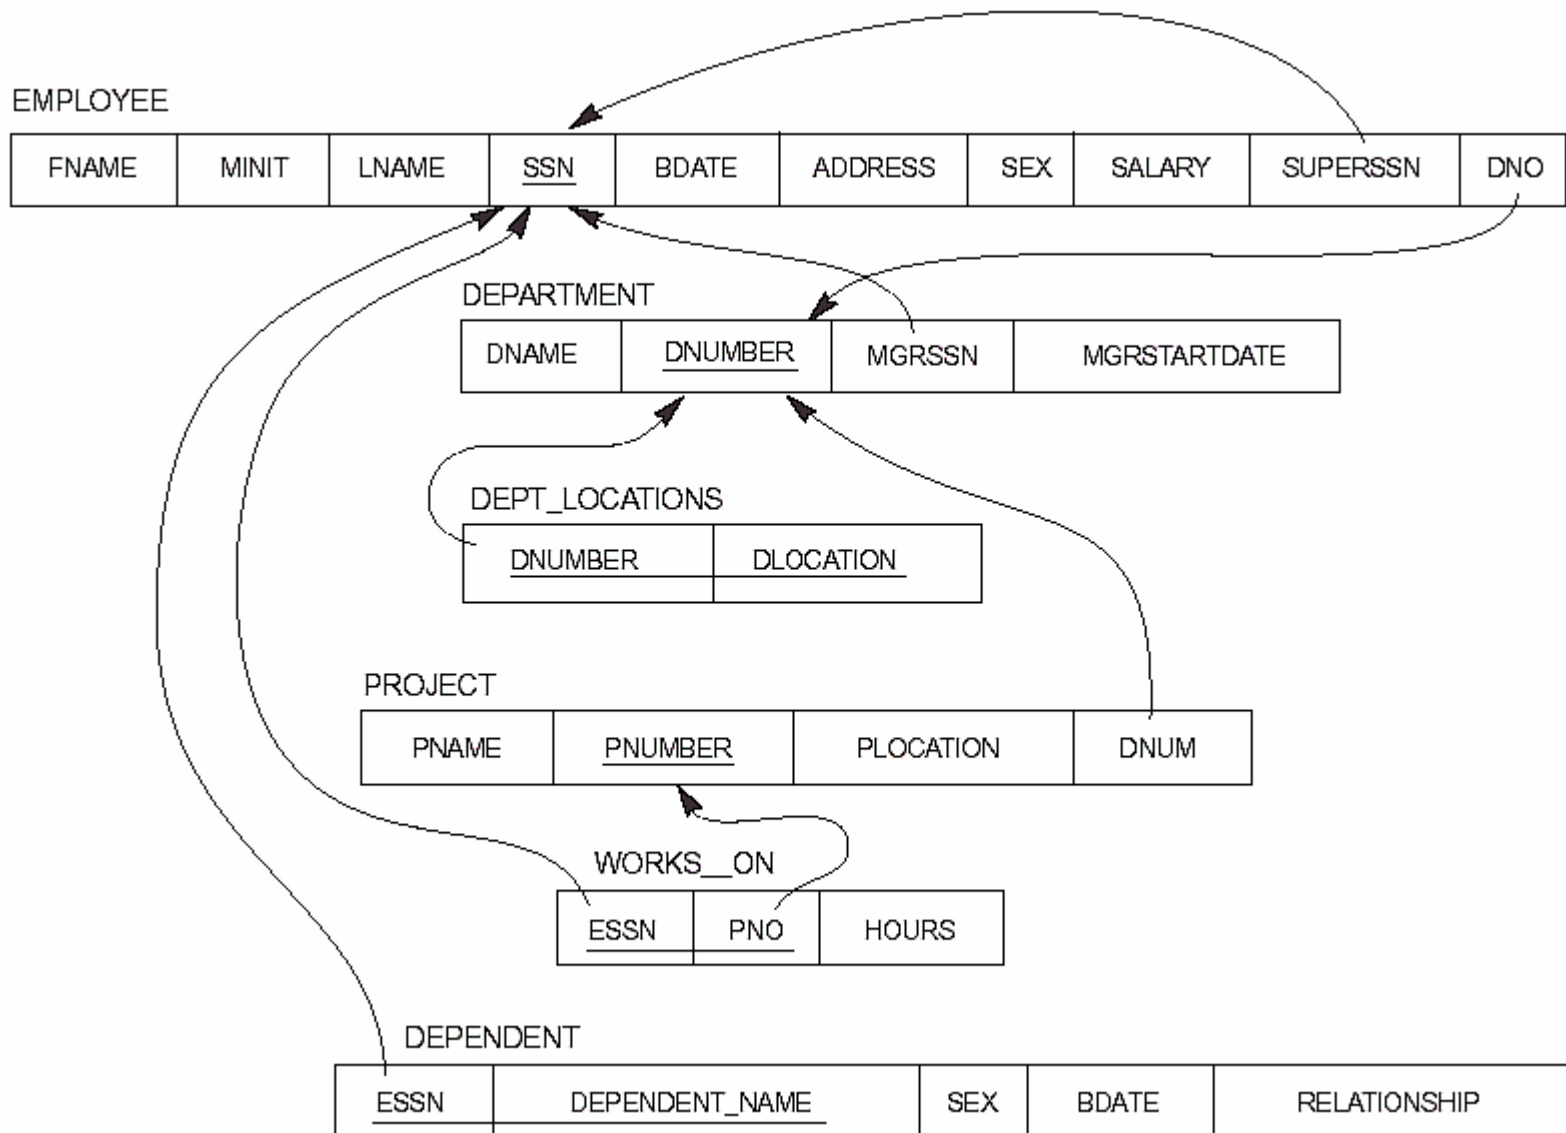 EMPLOYEE
FNAME MINIT LNAME SSN BDATE ADDRESS SEX SALARY SUPERSSN DNO
DEPARTMENT
DNAME DNUMBER MGRSSN MGRSTARTDATE
DEPT_LOCATIONS
DNUMBER DLOCATION
PROJECT
PNAME PNUMBER PLOCATION DNUM
WORKS__ON
ESSN PNO HOURS
DEPENDENT
ESSN DEPENDENT_NAME SEX BDATE RELATIONSHIP